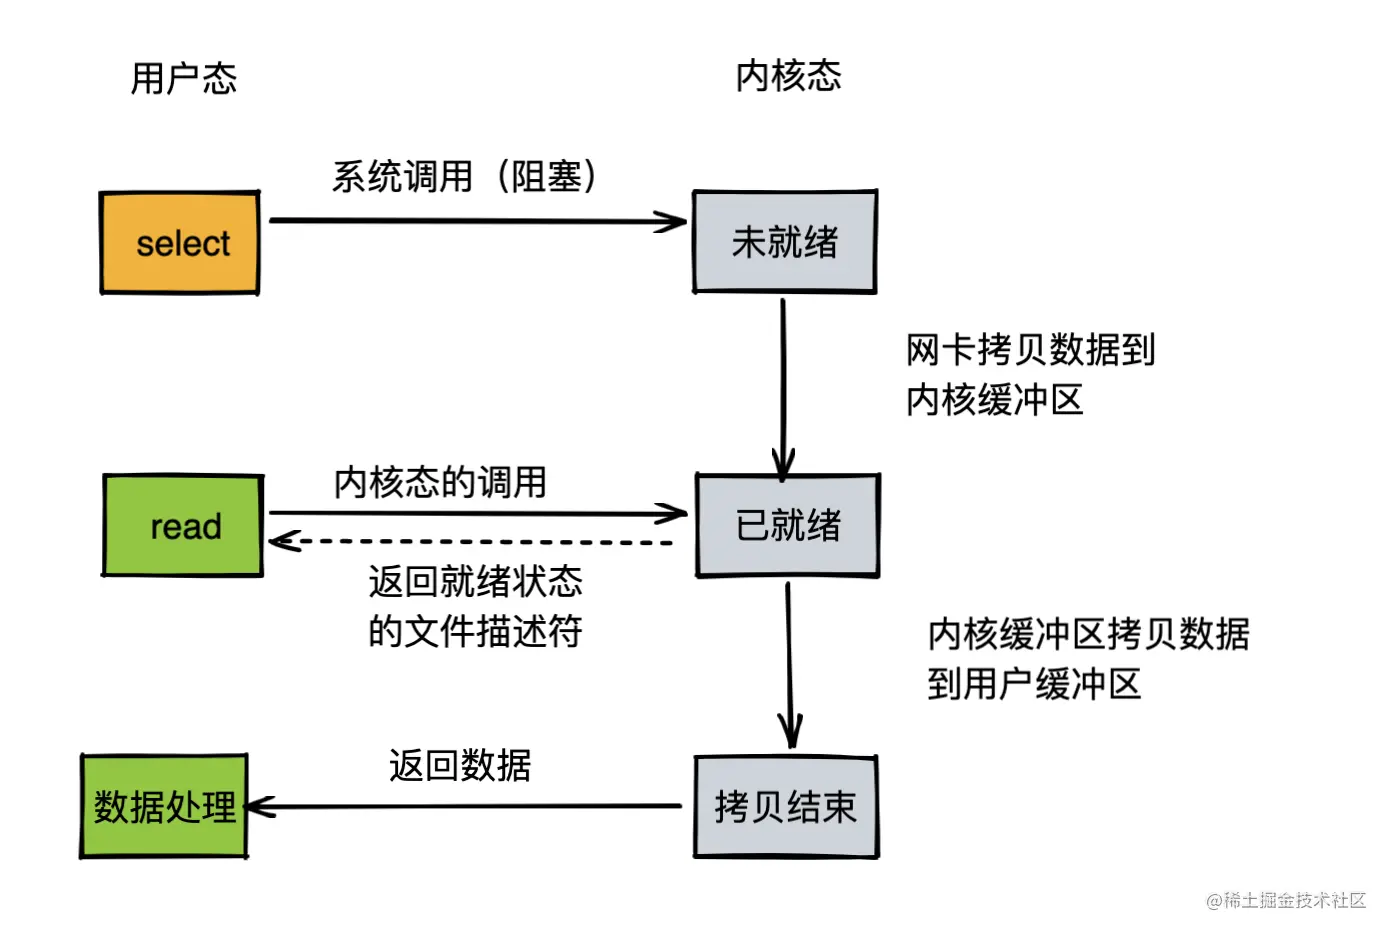 用户态
内核态
系统调用（阻塞）
select
未就绪
网卡拷贝数据到
内核缓冲区
内核态的调用
read
已就绪
返回就绪状态
的文件描述符
内核缓冲区拷贝数据
到用户缓冲区
返回数据
数据处理
拷贝结束
@稀土掘金技术社区